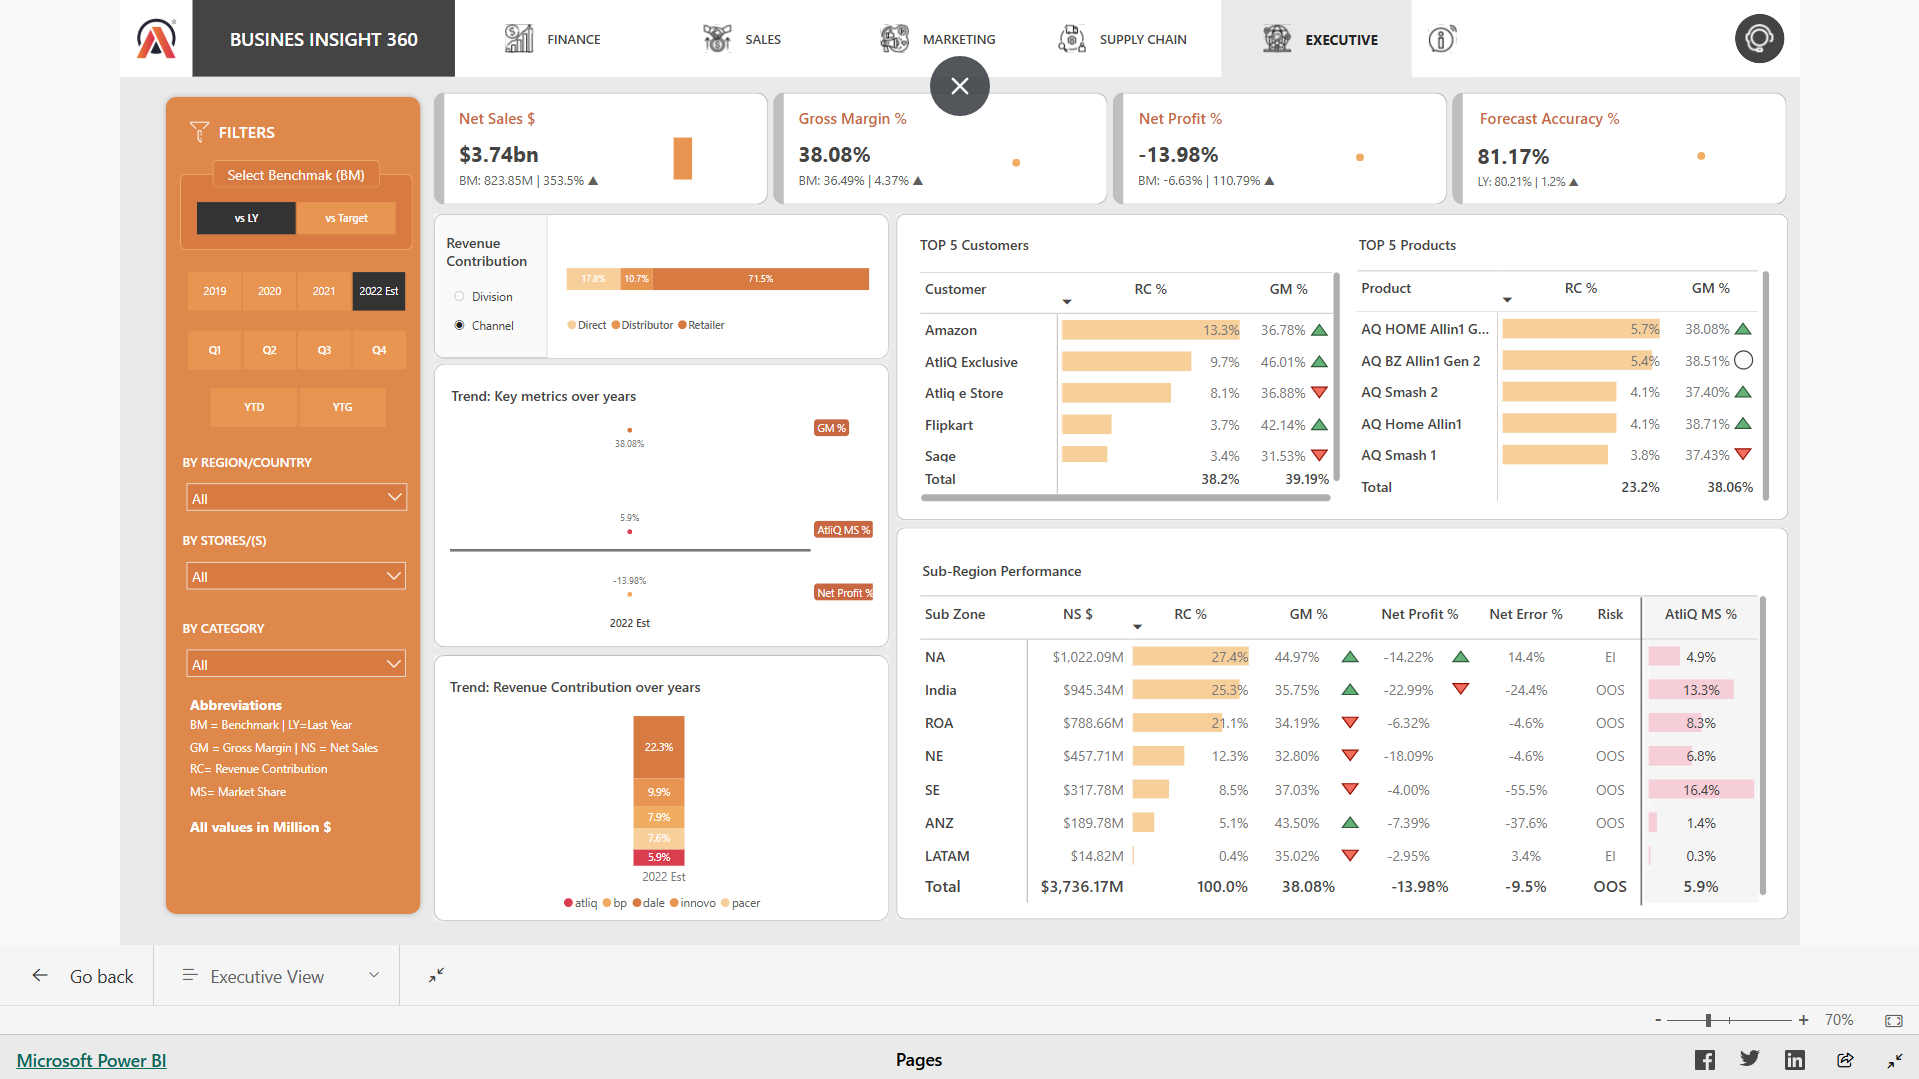 BUSINES INSIGHT 360
FINANCE
SALES
MARKETING
SUPPLY CHAIN
EXECUTIVE
FILTERS
Select Benchmak (BM)
vs LY
vs Target
2019
2020
2021
2022 Est
Q1
Q2
Q3
Q4
YTD
YTG
BY REGION/COUNTRY
All
BY STORES/(S)
All
BY CATEGORY
All
Abbreviations
BM = Benchmark | LY=Last Year
GM = Gross Margin | NS = Net Sales
RC= Revenue Contribution
MS= Market Share
All values in Million $
Net Sales $
$3.74bn
BM: 823.85M | 353.5% ▲
Gross Margin %
38.08%
BM: 36.49% | 4.37% ▲
Net Profit %
-13.98%
BM: -6.63% | 110.79% ▲
Forecast Accuracy %
81.17%
LY: 80.21% | 1.2% ▲
Revenue Contribution
Division
Channel
17.8% 10.7% 71.5%
Direct Distributor Retailer
Trend: Key metrics over years
GM %
38.08%
5.9%
AtliQ MS %
-13.98%
Net Profit %
2022 Est
Trend: Revenue Contribution over years
22.3%
9.9%
7.9%
7.6%
5.9%
2022 Est
atliq bp dale innovo pacer
TOP 5 Customers
Customer RC % GM %
Amazon 13.3% 36.78%
AtliQ Exclusive 9.7% 46.01%
Atliq e Store 8.1% 36.88%
Flipkart 3.7% 42.14%
Sage 3.4% 31.53%
Total 38.2% 39.19%
TOP 5 Products
Product RC % GM %
AQ HOME Allin1 G... 5.7% 38.08%
AQ BZ Allin1 Gen 2 5.4% 38.51%
AQ Smash 2 4.1% 37.40%
AQ Home Allin1 4.1% 38.71%
AQ Smash 1 3.8% 37.43%
Total 23.2% 38.06%
Sub-Region Performance
Sub Zone NS $ RC % GM % Net Profit % Net Error % Risk AtliQ MS %
NA $1,022.09M 27.4% 44.97% -14.22% 14.4% EI 4.9%
India $945.34M 25.3% 35.75% -22.99% -24.4% OOS 13.3%
ROA $788.66M 21.1% 34.19% -6.32% -4.6% OOS 8.3%
NE $457.71M 12.3% 32.80% -18.09% -4.6% OOS 6.8%
SE $317.78M 8.5% 37.03% -4.00% -55.5% OOS 16.4%
ANZ $189.78M 5.1% 43.50% -7.39% -37.6% OOS 1.4%
LATAM $14.82M 0.4% 35.02% -2.95% 3.4% EI 0.3%
Total $3,736.17M 100.0% 38.08% -13.98% -9.5% OOS 5.9%
Go back
Executive View
- + 70%
Microsoft Power BI
Pages